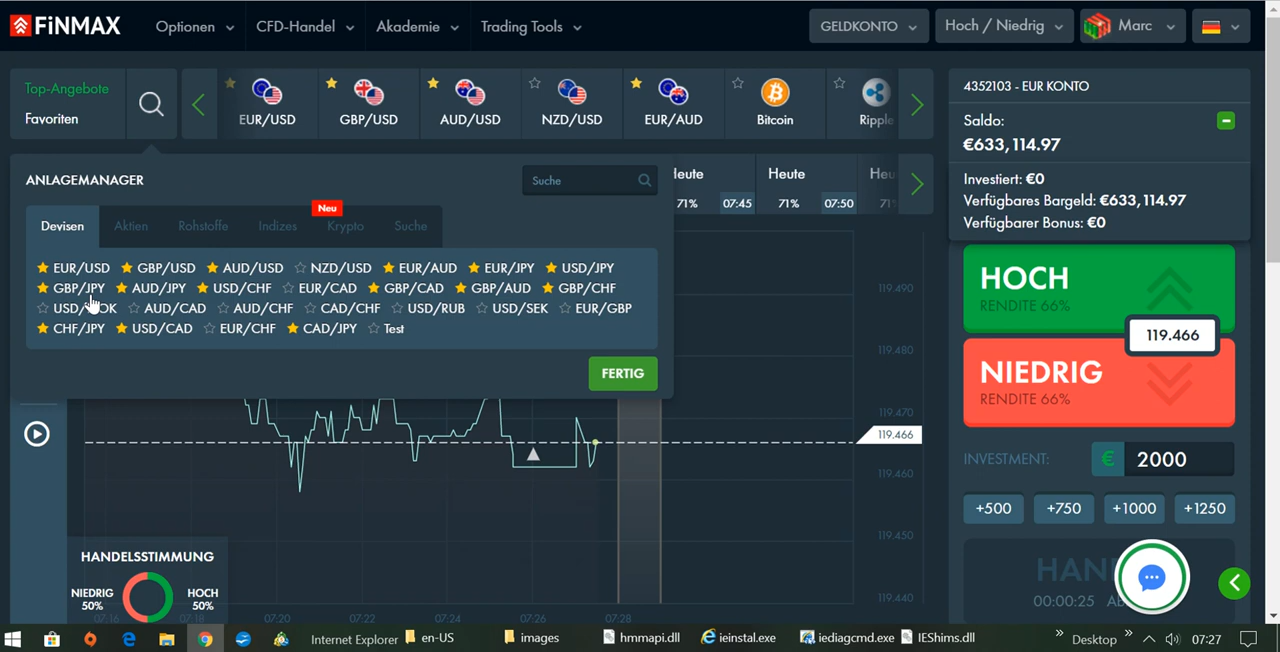 FiNMAX
Optionen
CFD-Handel
Akademie
Trading Tools
GELDKONTO
Hoch / Niedrig
Marc
Top-Angebote
Favoriten
EUR/USD
GBP/USD
AUD/USD
NZD/USD
EUR/AUD
Bitcoin
Ripple
4352103 - EUR KONTO
Saldo:
€633,114.97
Investiert: €0
Verfügbares Bargeld: €633,114.97
Verfügbarer Bonus: €0
ANLAGEMANAGER
Suche
Heute
71%
07:45
Heute
71%
07:50
Neu
Devisen
Aktien
Rohstoffe
Indizes
Krypto
Suche
EUR/USD GBP/USD AUD/USD NZD/USD EUR/AUD EUR/JPY USD/JPY
GBP/JPY AUD/JPY USD/CHF EUR/CAD GBP/CAD GBP/AUD GBP/CHF
AUD/CAD AUD/CHF CAD/CHF USD/RUB USD/SEK EUR/GBP
CHF/JPY USD/CAD EUR/CHF CAD/JPY Test
FERTIG
119.490
119.480
119.470
119.466
119.460
119.450
119.440
HOCH
RENDITE 66%
119.466
NIEDRIG
RENDITE 66%
INVESTMENT:
€
2000
+500
+750
+1000
+1250
00:00:25
HANDELSSTIMMUNG
NIEDRIG
50%
HOCH
50%
07:16
07:18
07:20
07:22
07:24
07:26
07:28
Internet Explorer
en-US
images
hmmapi.dll
ieinstal.exe
iediagcmd.exe
IEShims.dll
Desktop
07:27